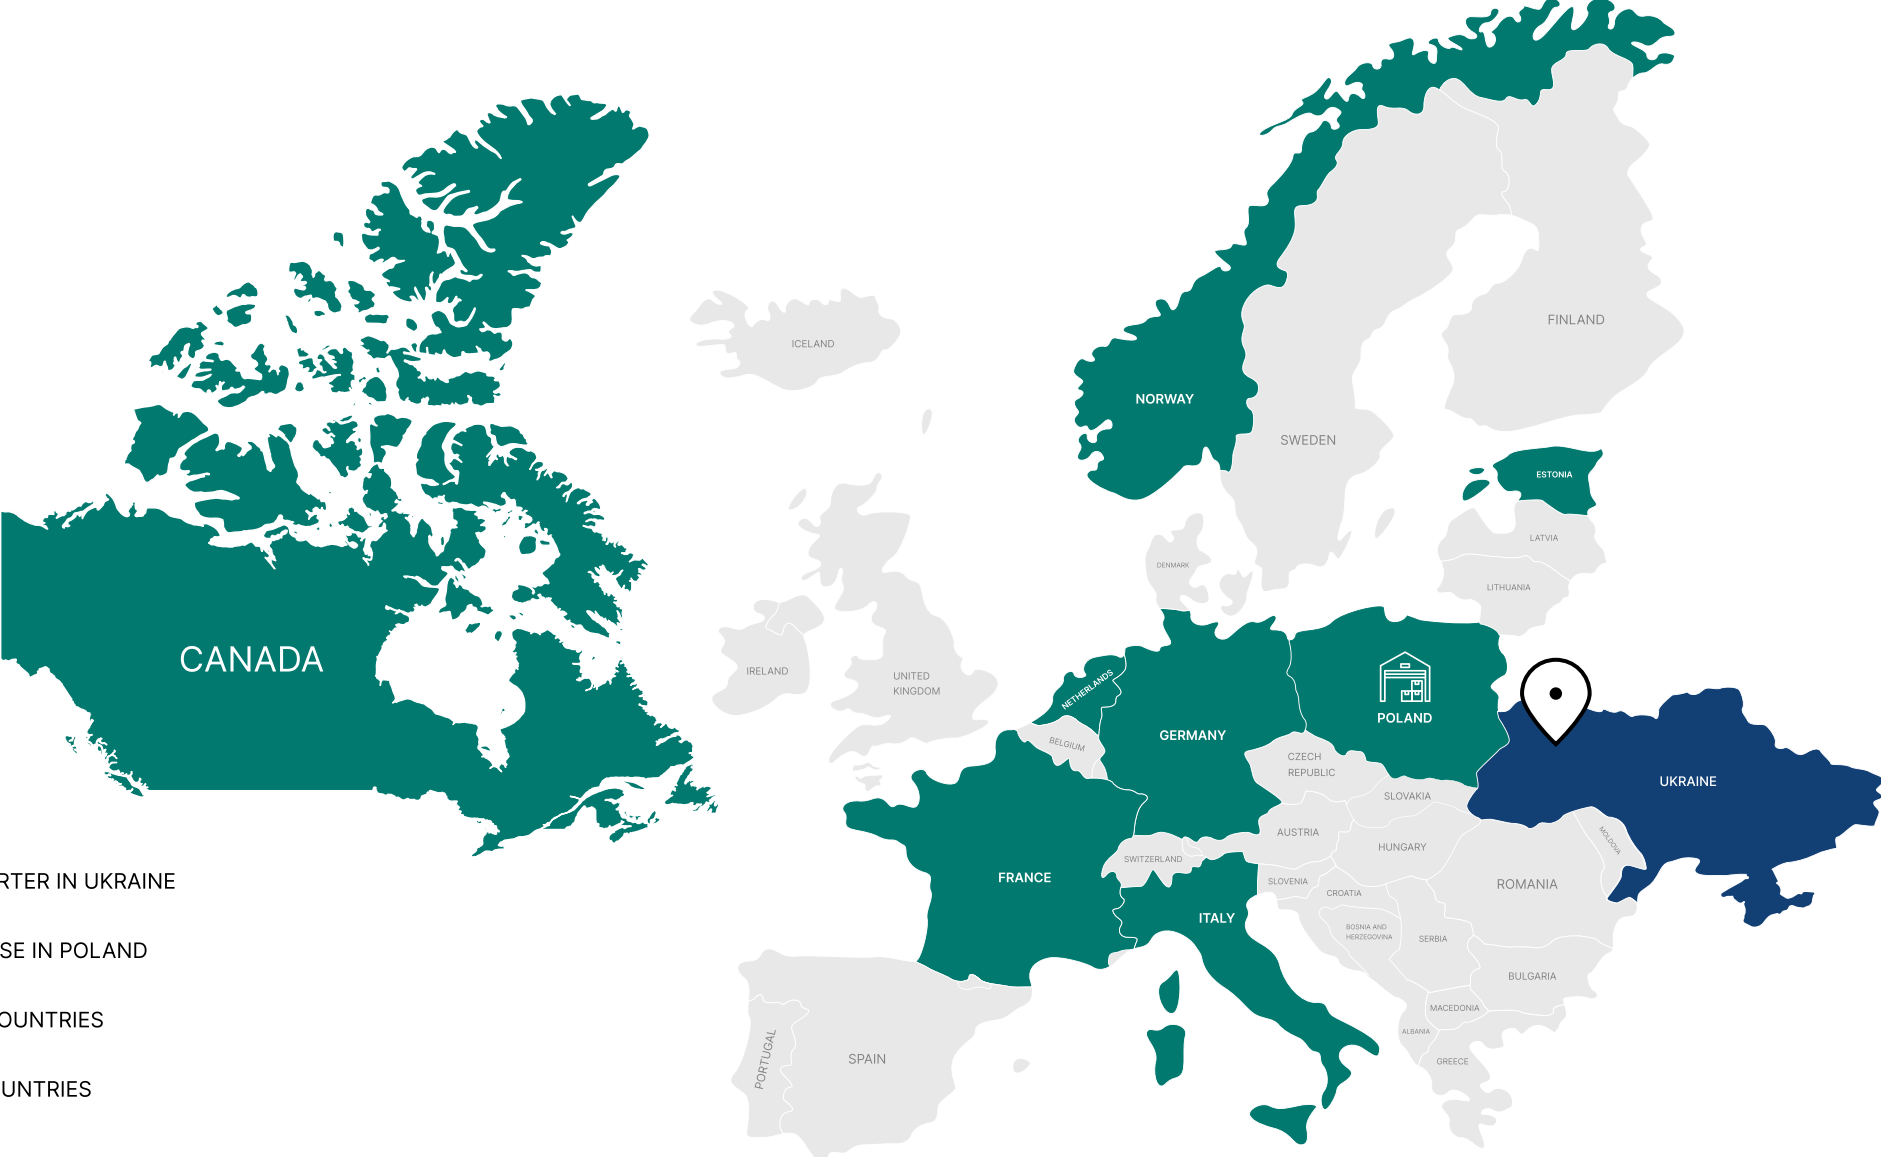 ICELAND
FINLAND
NORWAY
SWEDEN
ESTONIA
LATVIA
DENMARK
LITHUANIA
CANADA
IRELAND
UNITED
KINGDOM
NETHERLANDS
POLAND
GERMANY
BELGIUM
CZECH
REPUBLIC
UKRAINE
SLOVAKIA
AUSTRIA
HUNGARY
MOLDOVA
SWITZERLAND
FRANCE
SLOVENIA
CROATIA
ROMANIA
ITALY
BOSNIA AND
HERZEGOVINA
SERBIA
BULGARIA
MACEDONIA
ALBANIA
GREECE
PORTUGAL
SPAIN
RTER IN UKRAINE
SE IN POLAND
OUNTRIES
UNTRIES